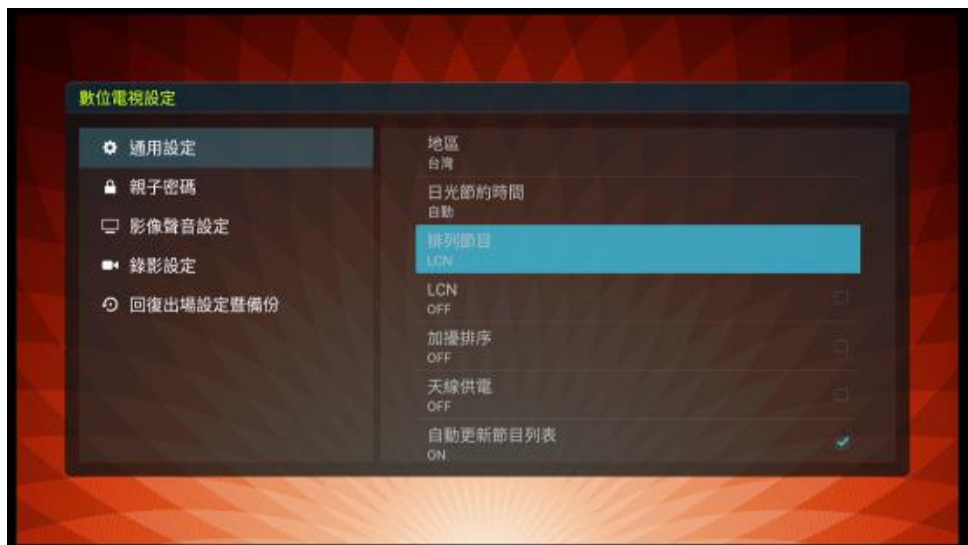 數位電視設定
通用設定
親子密碼
影像聲音設定
錄影設定
回復出場設定暨備份
地區
台灣
日光節約時間
自動
排列節目
LCN
LCN
OFF
加擾排序
OFF
天線供電
OFF
自動更新節目列表
ON